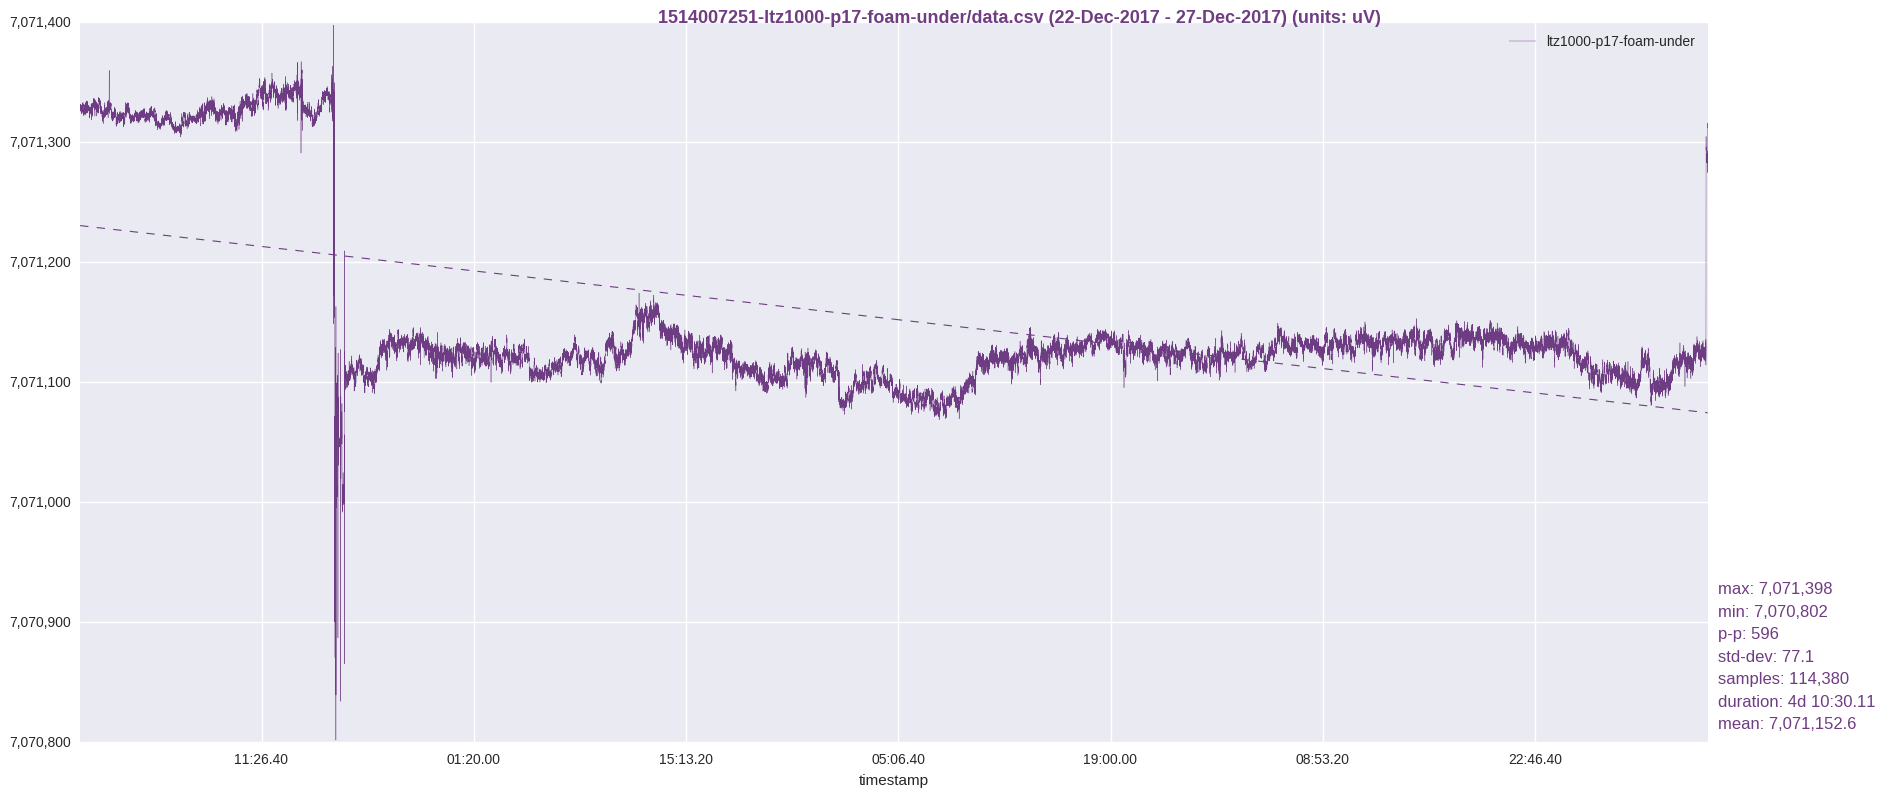 1514007251-ltz1000-p17-foam-under/data.csv (22-Dec-2017 - 27-Dec-2017) (units: uV)
ltz1000-p17-foam-under
7,071,400
7,071,300
7,071,200
7,071,100
7,071,000
7,070,900
7,070,800
11:26.40
01:20.00
15:13.20
05:06.40
19:00.00
08:53.20
22:46.40
timestamp
max: 7,071,398
min: 7,070,802
p-p: 596
std-dev: 77.1
samples: 114,380
duration: 4d 10:30.11
mean: 7,071,152.6